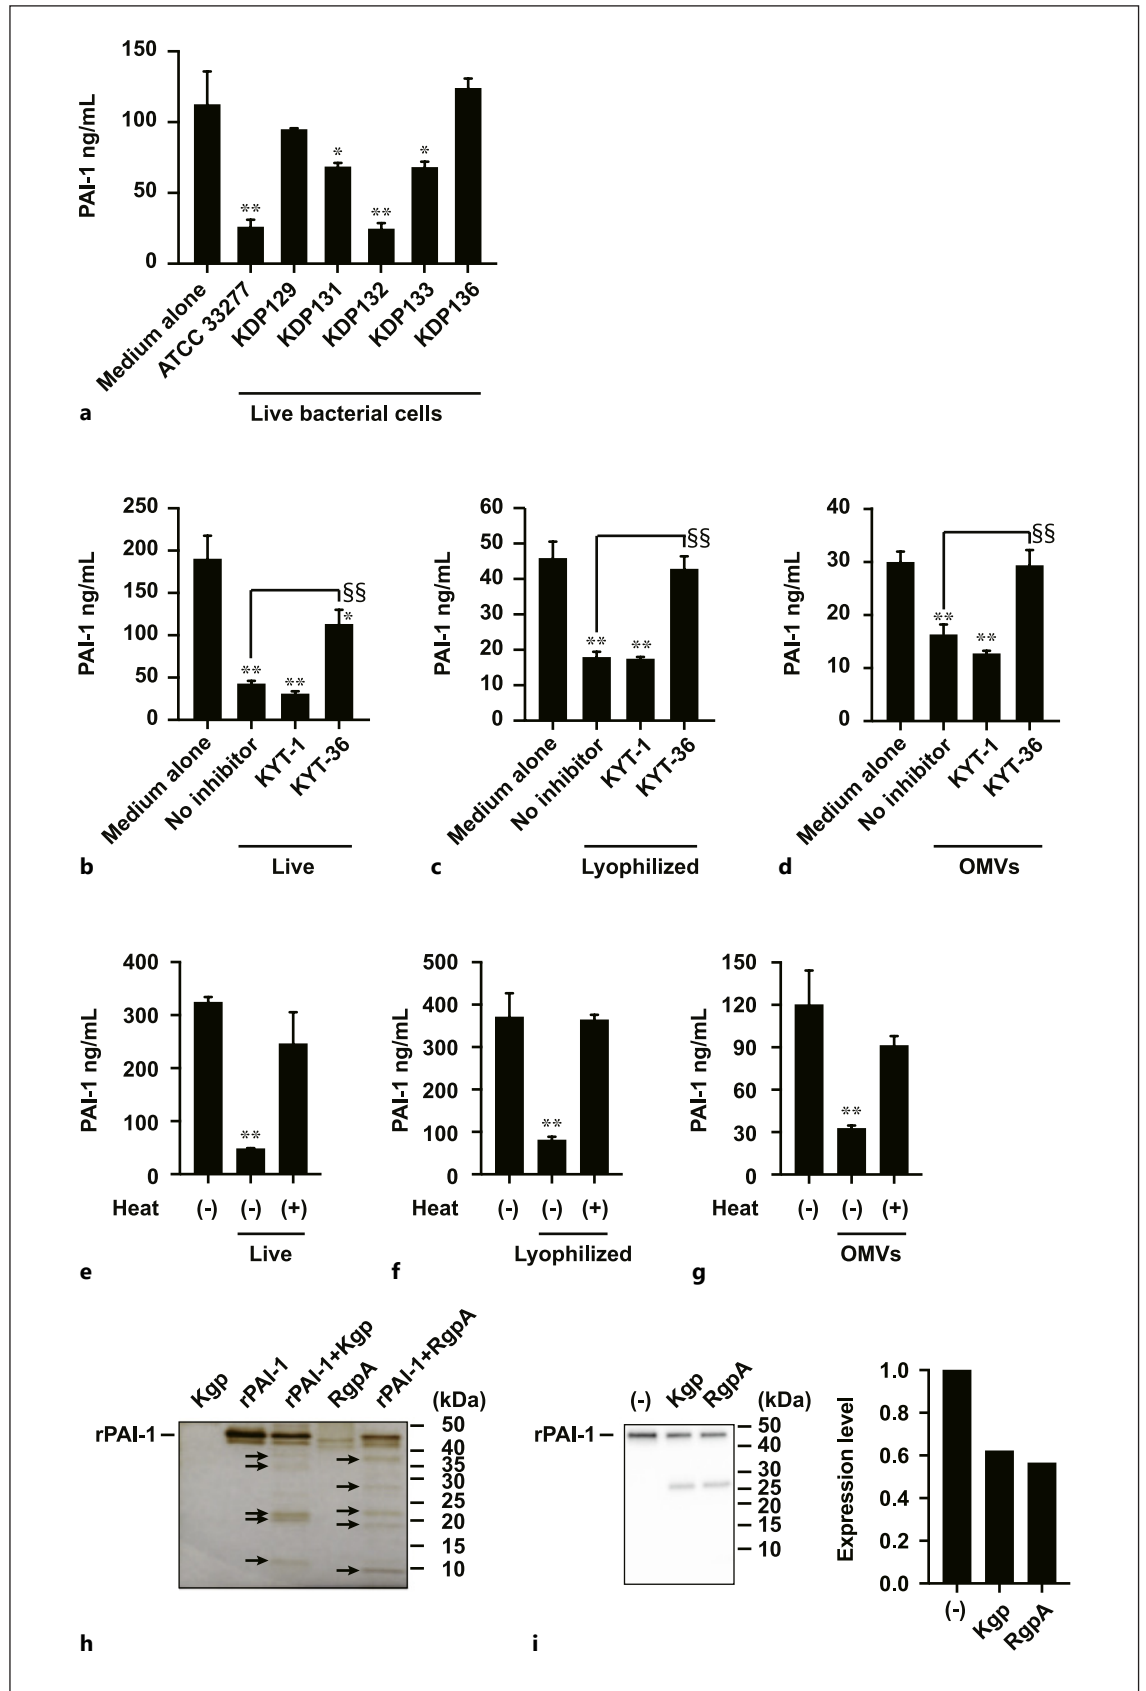 150
100
50
0
PAI-1 ng/mL
** * ** *
Medium alone ATCC 33277 KDP129 KDP131 KDP132 KDP133 KDP136
Live bacterial cells
a
250
200
150
100
50
0
PAI-1 ng/mL
** ** * §§
Medium alone No inhibitor KYT-1 KYT-36
Live
b
60
50
40
30
20
10
0
PAI-1 ng/mL
** ** §§
Medium alone No inhibitor KYT-1 KYT-36
Lyophilized
c
40
30
20
10
0
PAI-1 ng/mL
** ** §§
Medium alone No inhibitor KYT-1 KYT-36
OMVs
d
400
300
200
100
0
PAI-1 ng/mL
**
Heat (-) (-) (+)
Live
e
500
400
300
200
100
0
PAI-1 ng/mL
**
Heat (-) (-) (+)
Lyophilized
f
150
120
90
60
30
0
PAI-1 ng/mL
**
Heat (-) (-) (+)
OMVs
g
Kgp rPAI-1 rPAI-1+Kgp RgpA rPAI-1+RgpA
(kDa)
rPAI-1
50
40
35
30
25
20
15
10
h
(-) Kgp RgpA
(kDa)
rPAI-1
50
40
30
25
20
15
10
i
1.0
0.8
0.6
0.4
0.2
0.0
Expression level
(-) Kgp RgpA